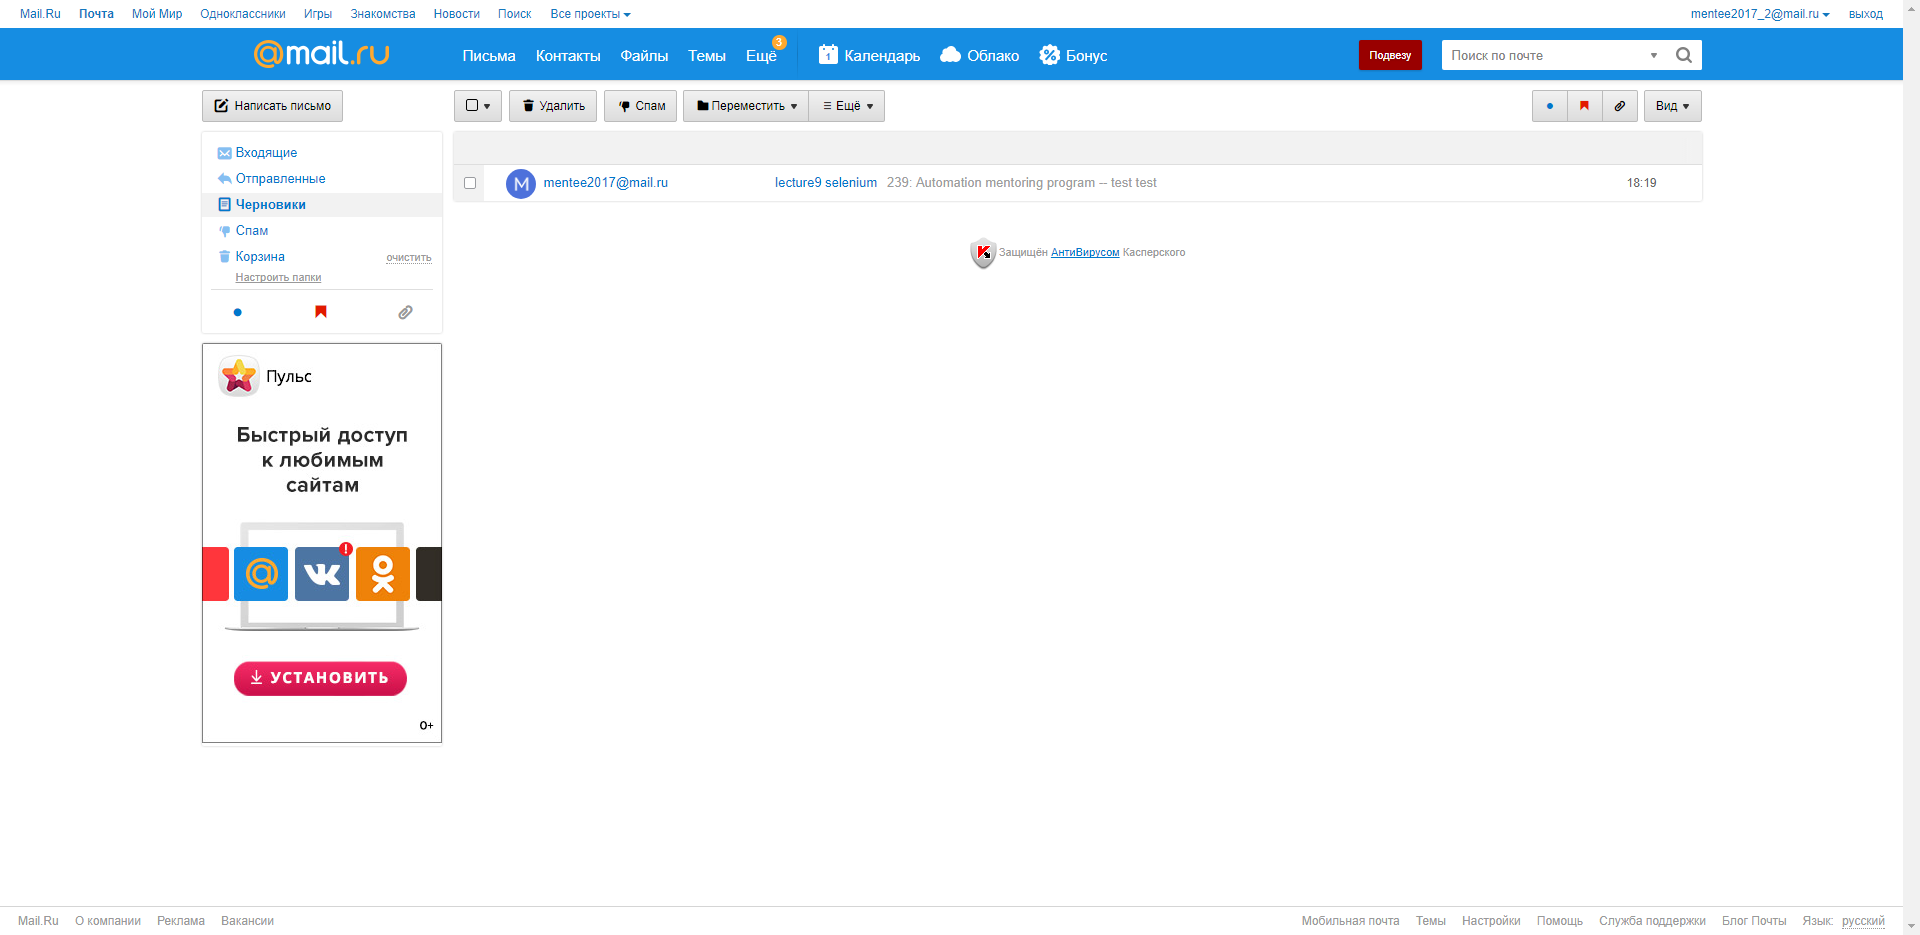 Mail.Ru Почта Мой Мир Одноклассники Игры Знакомства Новости Поиск Все проекты mentee2017_2@mail.ru выход
@mail.ru Письма Контакты Файлы Темы Ещё 3 1 Календарь Облако Бонус Подвезу Поиск по почте
Написать письмо Удалить Спам Переместить Ещё Вид
Входящие
Отправленные
Черновики
Спам
Корзина очистить
Настроить папки
M mentee2017@mail.ru lecture9 selenium 239: Automation mentoring program -- test test 18:19
Защищён АнтиВирусом Касперского
Пульс
Быстрый доступ
к любимым
сайтам
@ VK !
УСТАНОВИТЬ
0+
Mail.Ru О компании Реклама Вакансии Мобильная почта Темы Настройки Помощь Служба поддержки Блог Почты Язык: русский